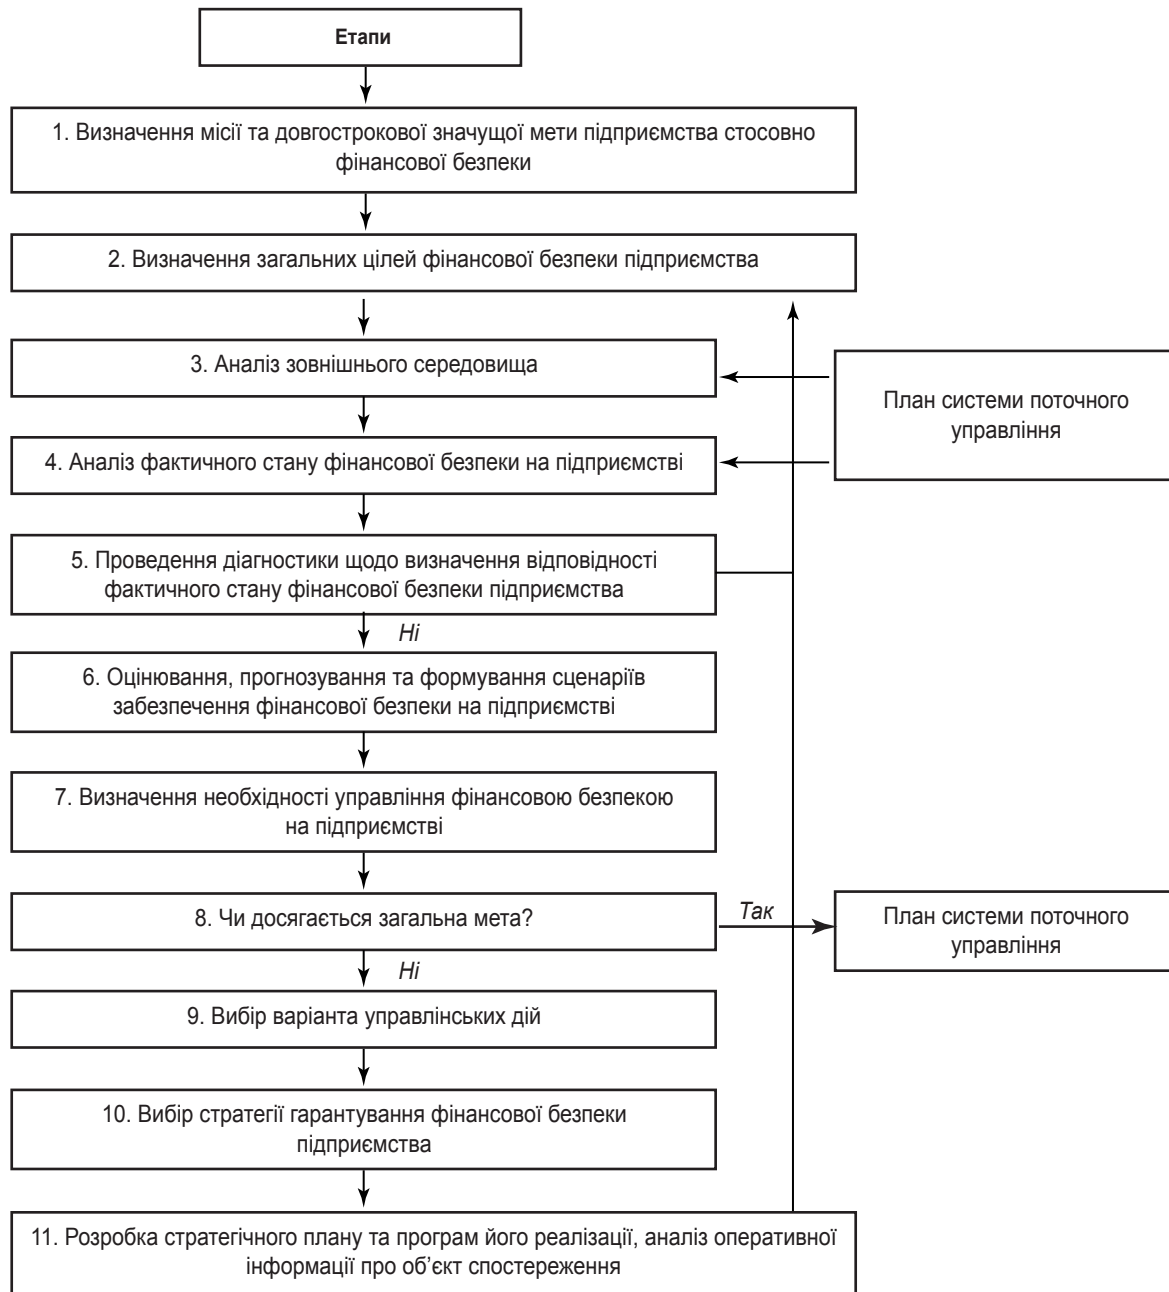 Етапи
1. Визначення місії та довгострокової значущої мети підприємства стосовно
фінансової безпеки
2. Визначення загальних цілей фінансової безпеки підприємства
3. Аналіз зовнішнього середовища
План системи поточного
управління
4. Аналіз фактичного стану фінансової безпеки на підприємстві
5. Проведення діагностики щодо визначення відповідності
фактичного стану фінансової безпеки підприємства
Ні
6. Оцінювання, прогнозування та формування сценаріїв
забезпечення фінансової безпеки на підприємстві
7. Визначення необхідності управління фінансовою безпекою
на підприємстві
8. Чи досягається загальна мета?
Так
План системи поточного
управління
Ні
9. Вибір варіанта управлінських дій
10. Вибір стратегії гарантування фінансової безпеки
підприємства
11. Розробка стратегічного плану та програм його реалізації, аналіз оперативної
інформації про об’єкт спостереження